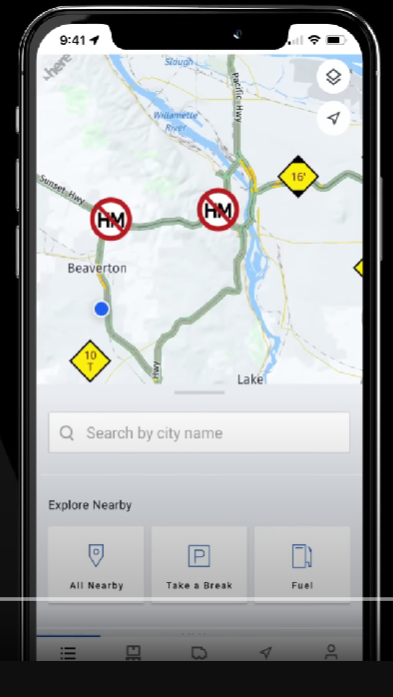 9:41
here
Slough
Pacific Hwy
Willamette
River
16'
Sunset Hwy
HM
HM
Beaverton
10
T
Hwy
Lake
Search by city name
Explore Nearby
All Nearby
P
Take a Break
Fuel